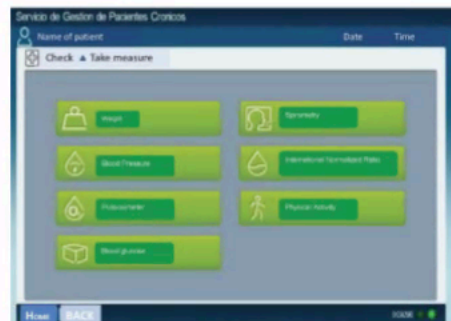 Servicio de Gestion de Pacientes Cronicos
Name of patient Date Time
Check ▲ Take measure
Weight
Spirometry
Blood Pressure
International Normalized Ratio
Pulsioximeter
Physical Activity
Blood glucose
HOME BACK